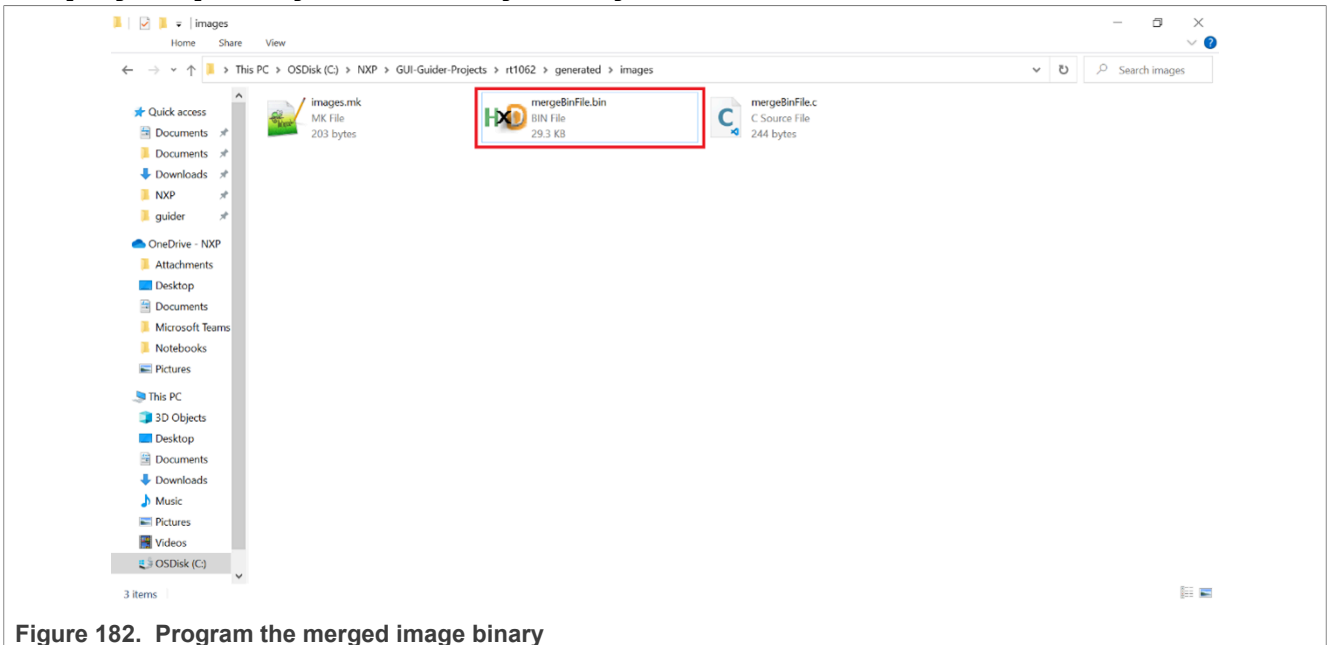 images
Home Share View
This PC > OSDisk (C:) > NXP > GUI-Guider-Projects > rt1062 > generated > images
Search images
Quick access
Documents
Documents
Downloads
NXP
guider
OneDrive - NXP
Attachments
Desktop
Documents
Microsoft Teams
Notebooks
Pictures
This PC
3D Objects
Desktop
Documents
Downloads
Music
Pictures
Videos
OSDisk (C:)
images.mk
MK File
203 bytes
mergeBinFile.bin
BIN File
29.3 KB
mergeBinFile.c
C Source File
244 bytes
3 items
Figure 182. Program the merged image binary